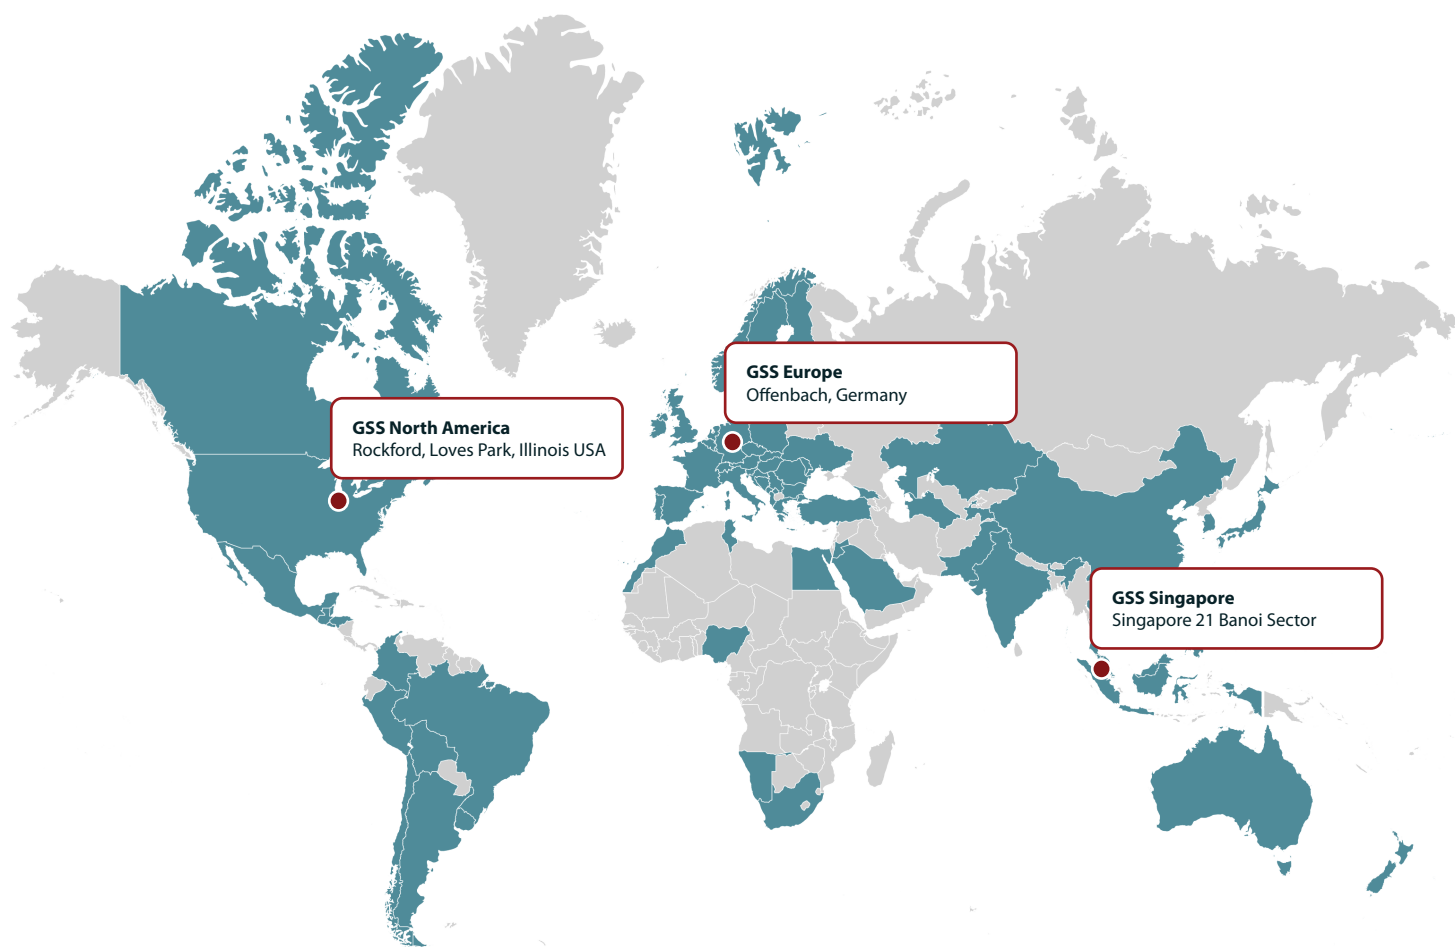 GSS Europe
Offenbach, Germany
GSS North America
Rockford, Loves Park, Illinois USA
GSS Singapore
Singapore 21 Banoi Sector